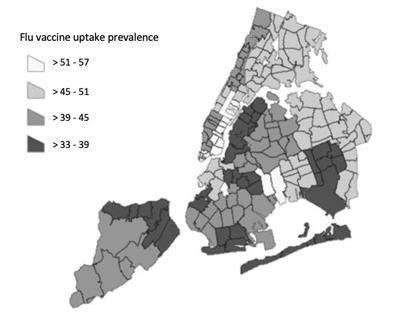 Flu vaccine uptake prevalence
> 51 - 57
> 45 - 51
> 39 - 45
> 33 - 39